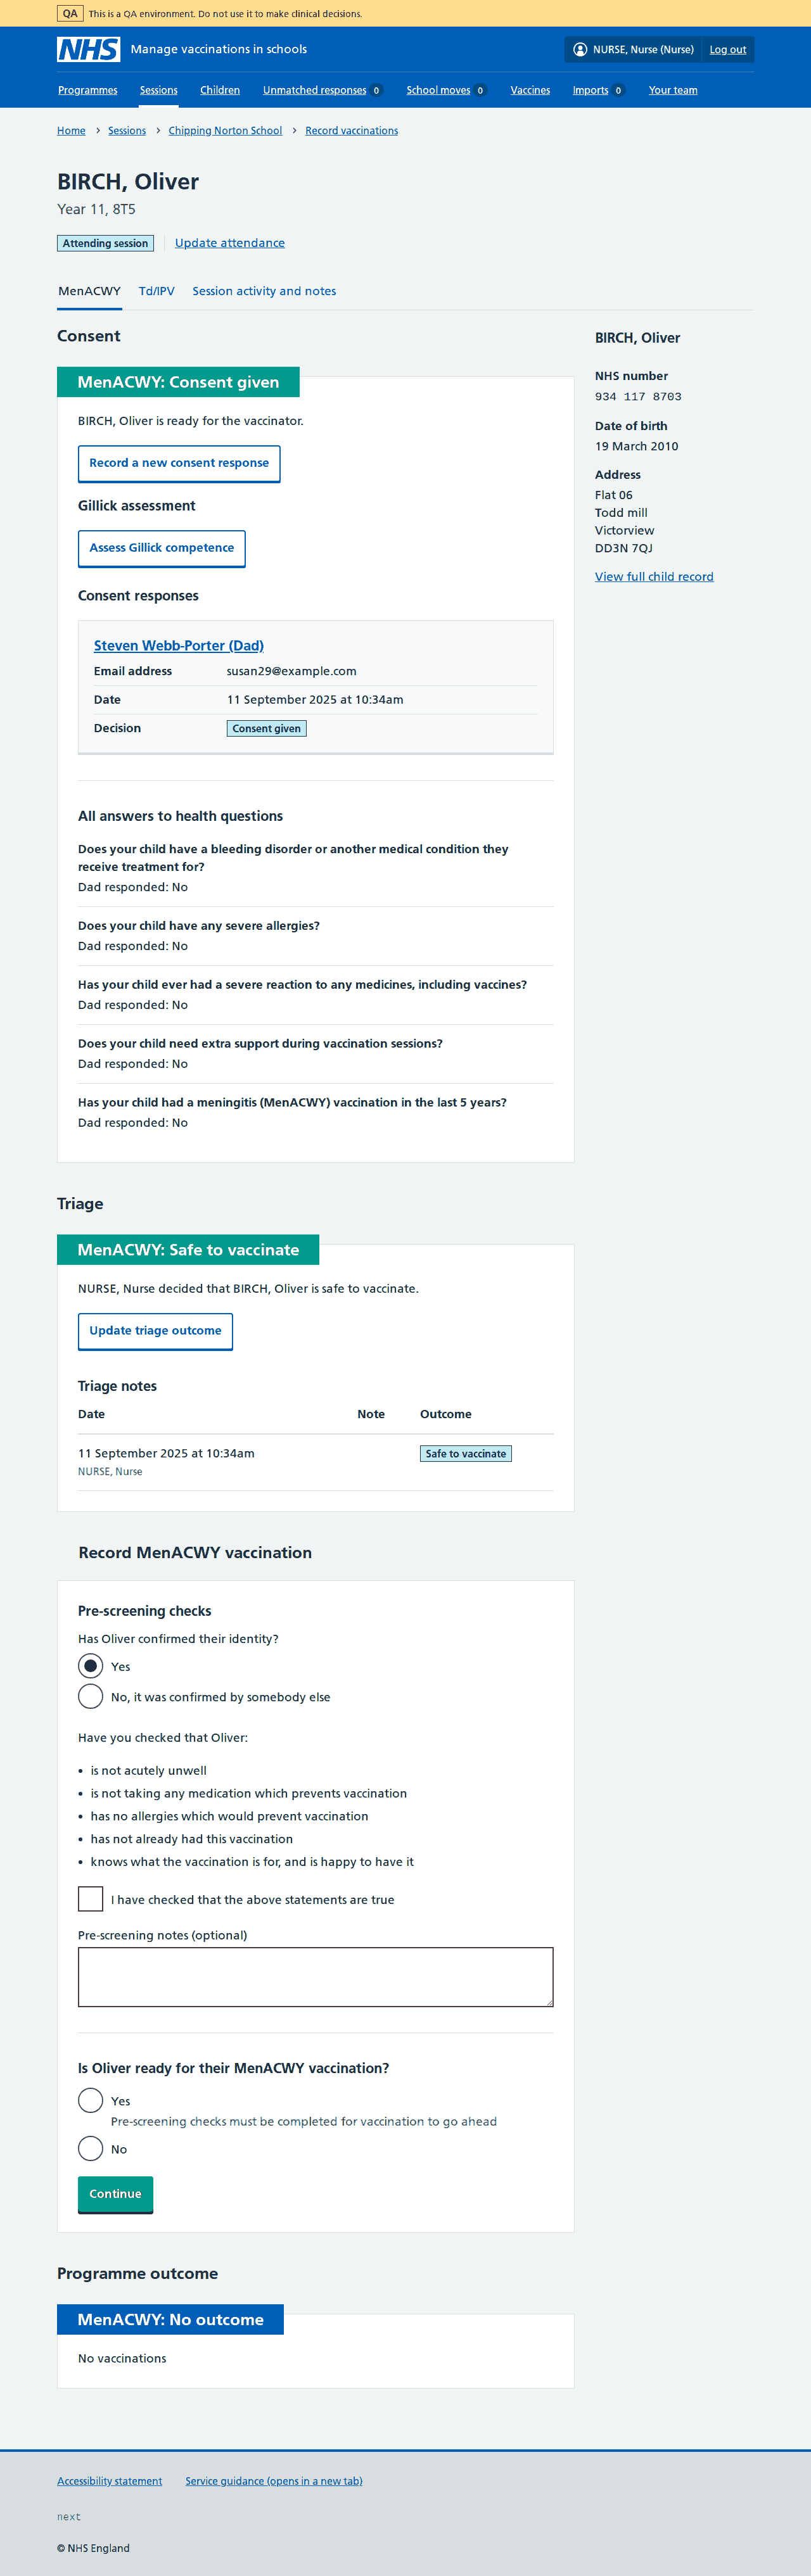 QA This is a QA environment. Do not use it to make clinical decisions.
NHS Manage vaccinations in schools NURSE, Nurse (Nurse) Log out
Programmes Sessions Children Unmatched responses 0 School moves 0 Vaccines Imports 0 Your team
Home > Sessions > Chipping Norton School > Record vaccinations
BIRCH, Oliver
Year 11, 8T5
Attending session Update attendance
MenACWY Td/IPV Session activity and notes
Consent
MenACWY: Consent given
BIRCH, Oliver is ready for the vaccinator.
Record a new consent response
Gillick assessment
Assess Gillick competence
Consent responses
Steven Webb-Porter (Dad)
Email address susan29@example.com
Date 11 September 2025 at 10:34am
Decision Consent given
All answers to health questions
Does your child have a bleeding disorder or another medical condition they
receive treatment for?
Dad responded: No
Does your child have any severe allergies?
Dad responded: No
Has your child ever had a severe reaction to any medicines, including vaccines?
Dad responded: No
Does your child need extra support during vaccination sessions?
Dad responded: No
Has your child had a meningitis (MenACWY) vaccination in the last 5 years?
Dad responded: No
Triage
MenACWY: Safe to vaccinate
NURSE, Nurse decided that BIRCH, Oliver is safe to vaccinate.
Update triage outcome
Triage notes
Date Note Outcome
11 September 2025 at 10:34am Safe to vaccinate
NURSE, Nurse
Record MenACWY vaccination
Pre-screening checks
Has Oliver confirmed their identity?
Yes
No, it was confirmed by somebody else
Have you checked that Oliver:
• is not acutely unwell
• is not taking any medication which prevents vaccination
• has no allergies which would prevent vaccination
• has not already had this vaccination
• knows what the vaccination is for, and is happy to have it
I have checked that the above statements are true
Pre-screening notes (optional)
Is Oliver ready for their MenACWY vaccination?
Yes
Pre-screening checks must be completed for vaccination to go ahead
No
Continue
Programme outcome
MenACWY: No outcome
No vaccinations
BIRCH, Oliver
NHS number
934 117 8703
Date of birth
19 March 2010
Address
Flat 06
Todd mill
Victorview
DD3N 7QJ
View full child record
Accessibility statement Service guidance (opens in a new tab)
next
© NHS England